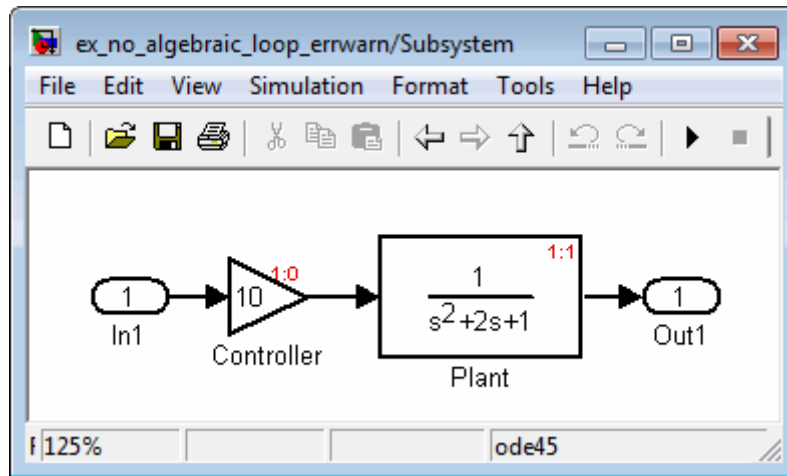 ex_no_algebraic_loop_errwarn/Subsystem
File Edit View Simulation Format Tools Help
1:0
1:1
1
10
1
s²+2s+1
1
In1
Controller
Plant
Out1
125%
ode45